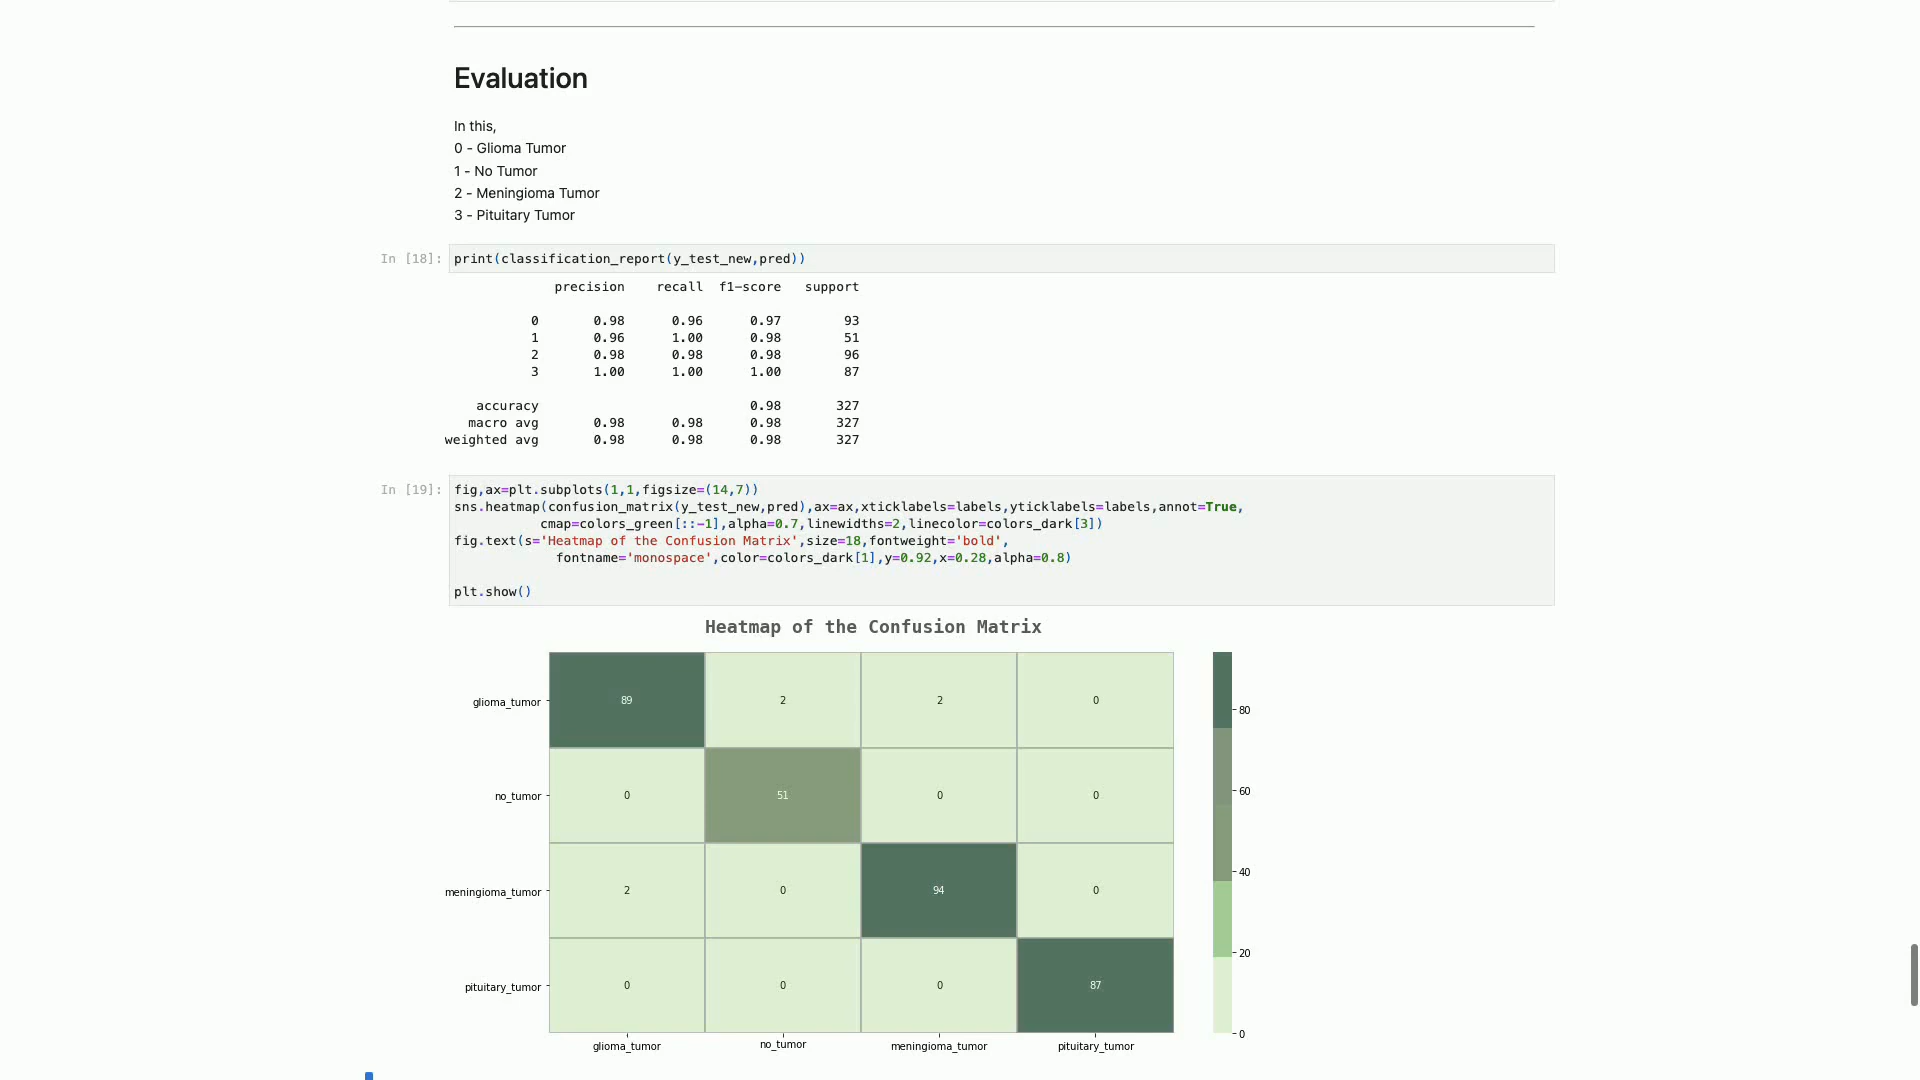 Evaluation
In this,
0 - Glioma Tumor
1 - No Tumor
2 - Meningioma Tumor
3 - Pituitary Tumor
In [18]: print(classification_report(y_test_new,pred))
precision recall f1-score support
0 0.98 0.96 0.97 93
1 0.96 1.00 0.98 51
2 0.98 0.98 0.98 96
3 1.00 1.00 1.00 87
accuracy 0.98 327
macro avg 0.98 0.98 0.98 327
weighted avg 0.98 0.98 0.98 327
In [19]: fig,ax=plt.subplots(1,1,figsize=(14,7))
sns.heatmap(confusion_matrix(y_test_new,pred),ax=ax,xticklabels=labels,yticklabels=labels,annot=True,
cmap=colors_green[::-1],alpha=0.7,linewidths=2,linecolor=colors_dark[3])
fig.text(s='Heatmap of the Confusion Matrix',size=18,fontweight='bold',
fontname='monospace',color=colors_dark[1],y=0.92,x=0.28,alpha=0.8)
plt.show()
Heatmap of the Confusion Matrix
glioma_tumor 89 2 2 0
80
no_tumor 0 51 0 0
60
40
meningioma_tumor 2 0 94 0
20
pituitary_tumor 0 0 0 87
0
glioma_tumor no_tumor meningioma_tumor pituitary_tumor